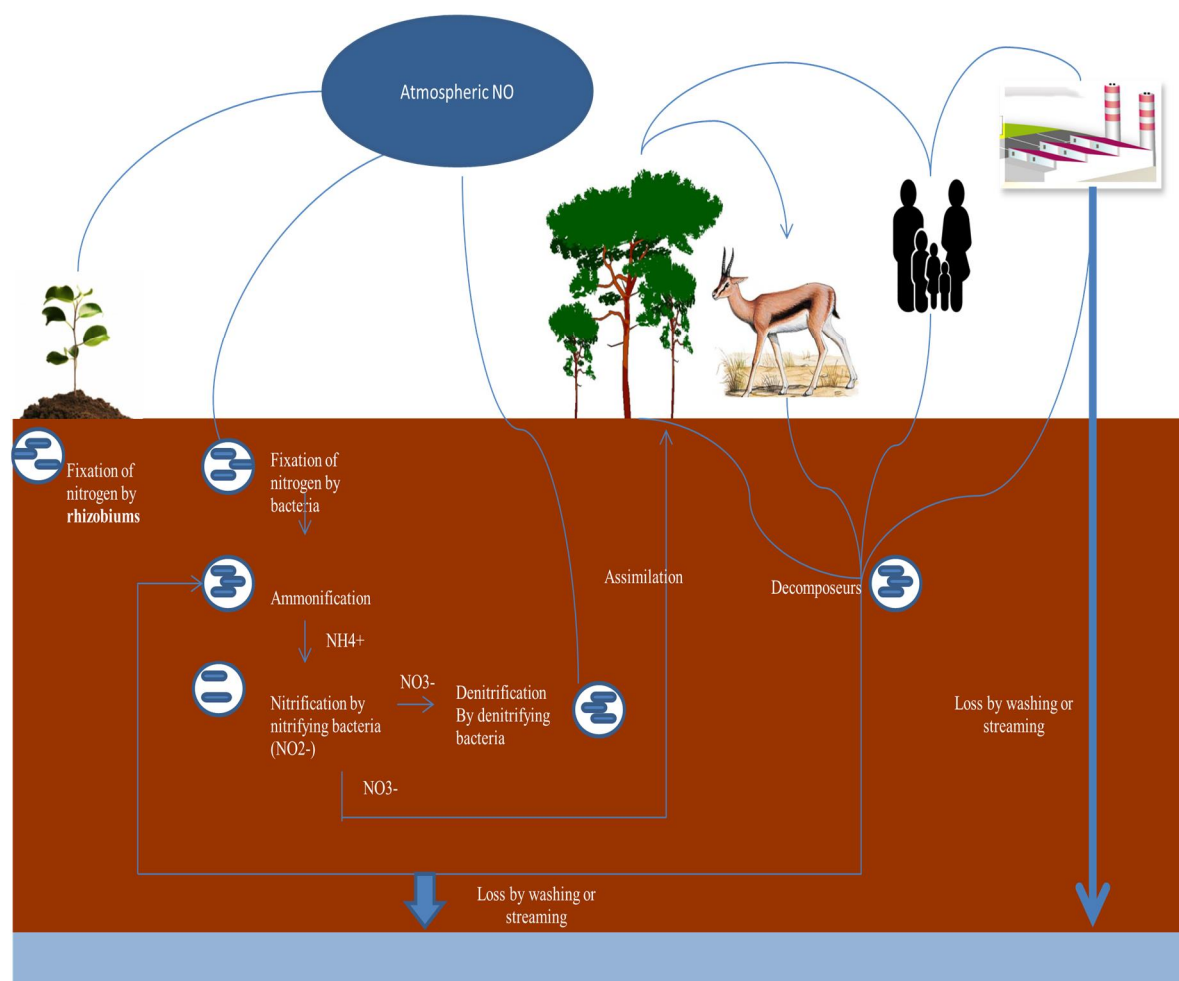 Atmospheric NO
Fixation of
nitrogen by
rhizobiums
Fixation of
nitrogen by
bacteria
Ammonification
NH4+
Nitrification by
nitrifying bacteria
(NO2-)
NO3-
Denitrification
By denitrifying
bacteria
NO3-
Assimilation
Decomposeurs
Loss by washing or
streaming
Loss by washing or
streaming